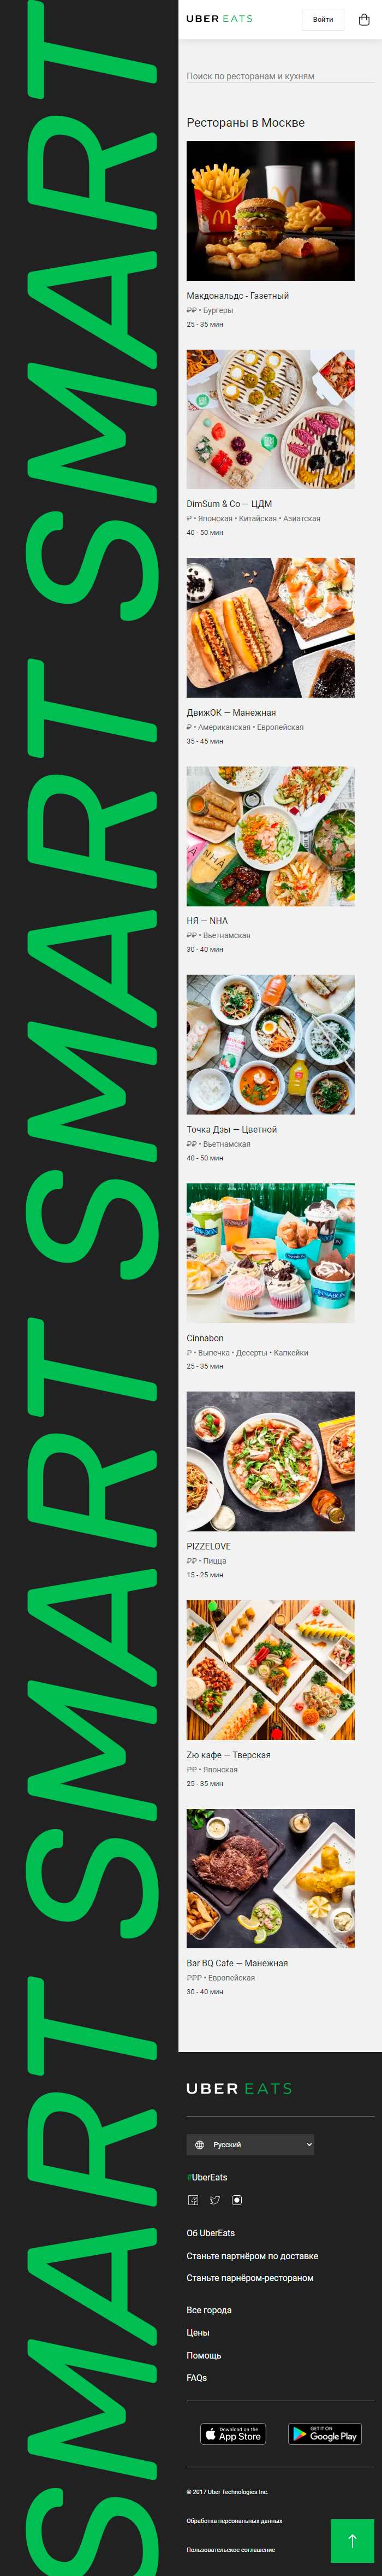 SMART SMART SMART SMART
UBER EATS
Войти
Поиск по ресторанам и кухням
Рестораны в Москве
Макдональдс - Газетный
₽₽ • Бургеры
25 - 35 мин
DimSum & Co — ЦДМ
₽ • Японская • Китайская • Азиатская
40 - 50 мин
ДвижОК — Манежная
₽ • Американская • Европейская
35 - 45 мин
НЯ — NHA
₽₽ • Вьетнамская
30 - 40 мин
Точка Дзы — Цветной
₽₽ • Вьетнамская
40 - 50 мин
CINNABON
Cinnabon
₽ • Выпечка • Десерты • Капкейки
25 - 35 мин
PIZZELOVE
₽₽ • Пицца
15 - 25 мин
Zю кафе — Тверская
₽₽ • Японская
25 - 35 мин
Bar BQ Cafe — Манежная
₽₽₽ • Европейская
30 - 40 мин
UBER EATS
Русский
#UberEats
Об UberEats
Станьте партнёром по доставке
Станьте парнёром-рестораном
Все города
Цены
Помощь
FAQs
Download on the
App Store
GET IT ON
Google Play
© 2017 Uber Technologies Inc.
Обработка персональных данных
Пользовательское соглашение